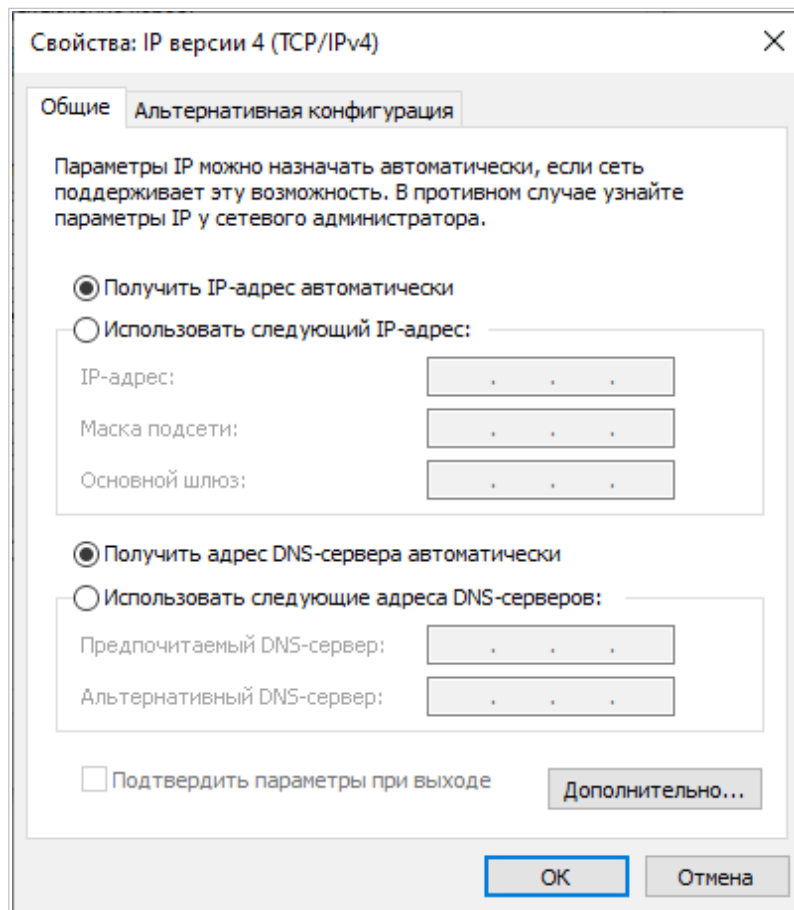 Свойства: IP версии 4 (TCP/IPv4)
Общие
Альтернативная конфигурация
Параметры IP можно назначать автоматически, если сеть
поддерживает эту возможность. В противном случае узнайте
параметры IP у сетевого администратора.
Получить IP-адрес автоматически
Использовать следующий IP-адрес:
IP-адрес:
Маска подсети:
Основной шлюз:
Получить адрес DNS-сервера автоматически
Использовать следующие адреса DNS-серверов:
Предпочитаемый DNS-сервер:
Альтернативный DNS-сервер:
Подтвердить параметры при выходе
Дополнительно...
ОК
Отмена